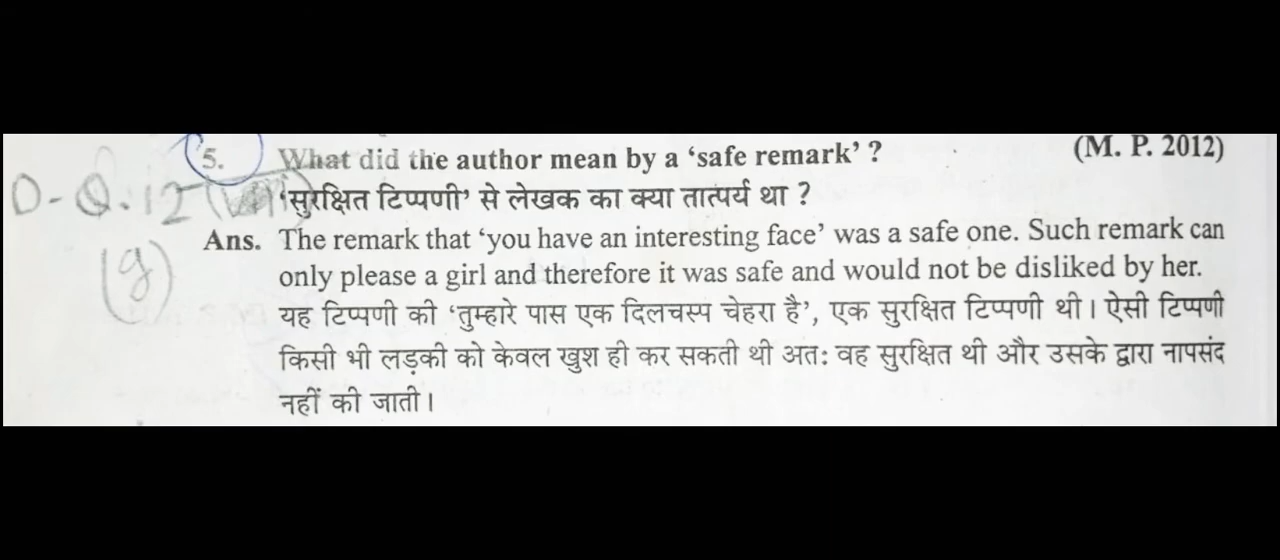 5. What did the author mean by a ‘safe remark’ ? (M. P. 2012)
D-Q.12
‘सुरक्षित टिप्पणी’ से लेखक का क्या तात्पर्य था ?
Ans. The remark that ‘you have an interesting face’ was a safe one. Such remark can
(g)
only please a girl and therefore it was safe and would not be disliked by her.
यह टिप्पणी की ‘तुम्हारे पास एक दिलचस्प चेहरा है’, एक सुरक्षित टिप्पणी थी। ऐसी टिप्पणी
किसी भी लड़की को केवल खुश ही कर सकती थी अतः वह सुरक्षित थी और उसके द्वारा नापसंद
नहीं की जाती।